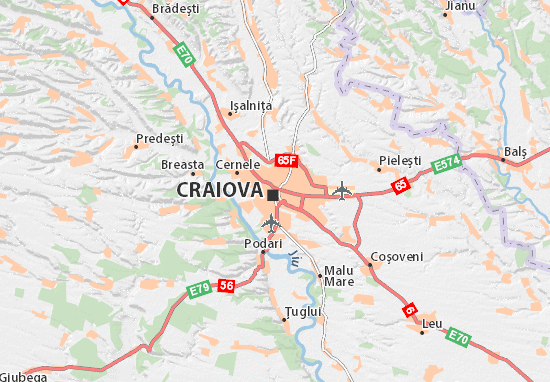 Brădești
Jianu
E70
Ișalnița
Predești
65F
Balș
Breasta
Cernele
Pielești
E574
CRAIOVA
65
Podari
Jiu
Coșoveni
Malu
Mare
E79
56
Țuglui
6
Leu
E70
Giubega